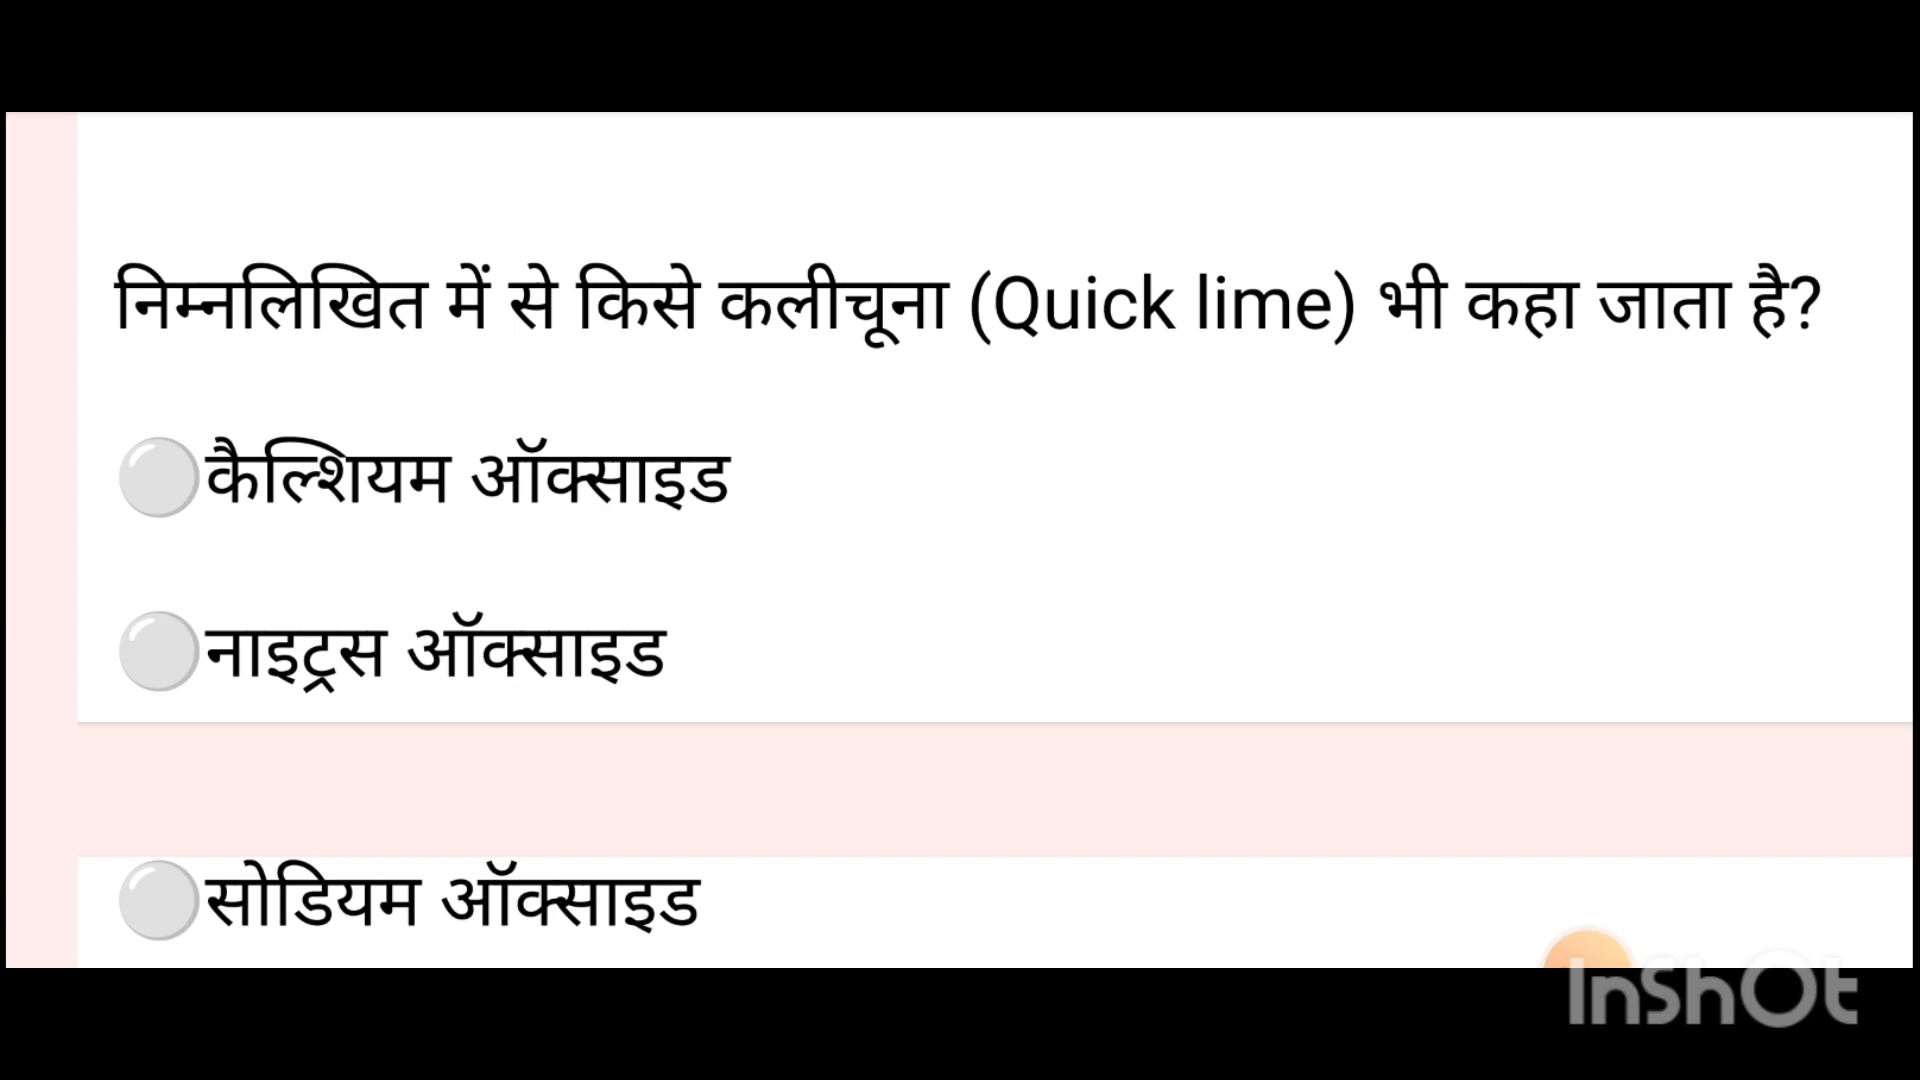 निम्नलिखित में से किसे कलीचूना (Quick lime) भी कहा जाता है?
कैल्शियम ऑक्साइड
नाइट्रस ऑक्साइड
सोडियम ऑक्साइड
InShOt